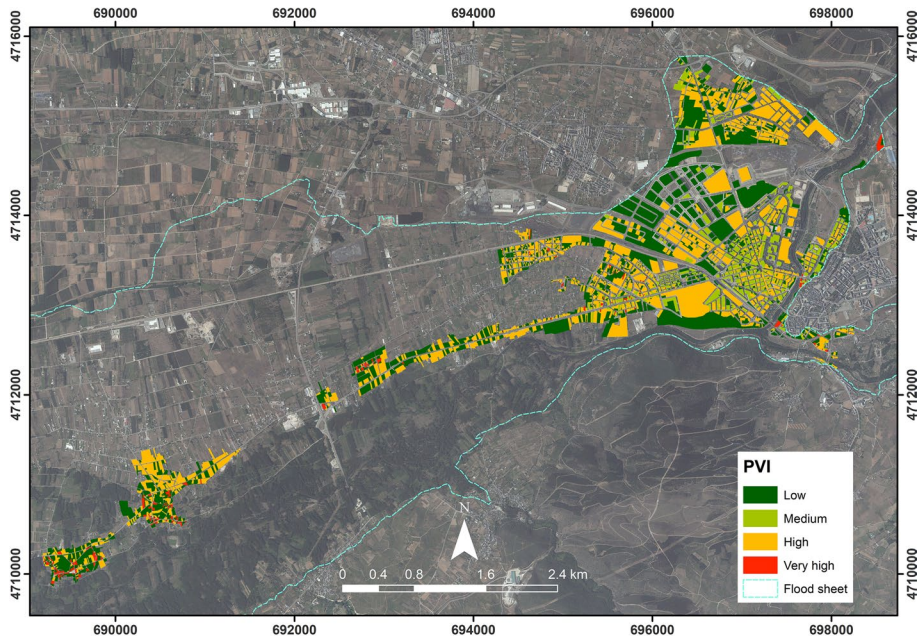 690000 692000 694000 696000 698000
4716000 4716000
4714000 4714000
4712000 4712000
4710000 4710000
PVI
Low
Medium
High
Very high
Flood sheet
N
0 0.4 0.8 1.6 2.4 km
690000 692000 694000 696000 698000